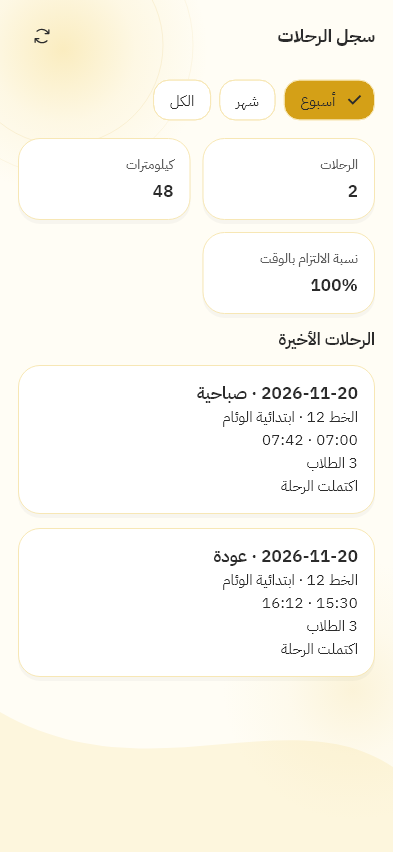 سجل الرحلات
أسبوع
شهر
الكل
الرحلات
2
كيلومترات
48
نسبة الالتزام بالوقت
100%
الرحلات الأخيرة
2026-11-20 · صباحية
الخط 12 · ابتدائية الوئام
07:00 · 07:42
3 الطلاب
اكتملت الرحلة
2026-11-20 · عودة
الخط 12 · ابتدائية الوئام
15:30 · 16:12
3 الطلاب
اكتملت الرحلة